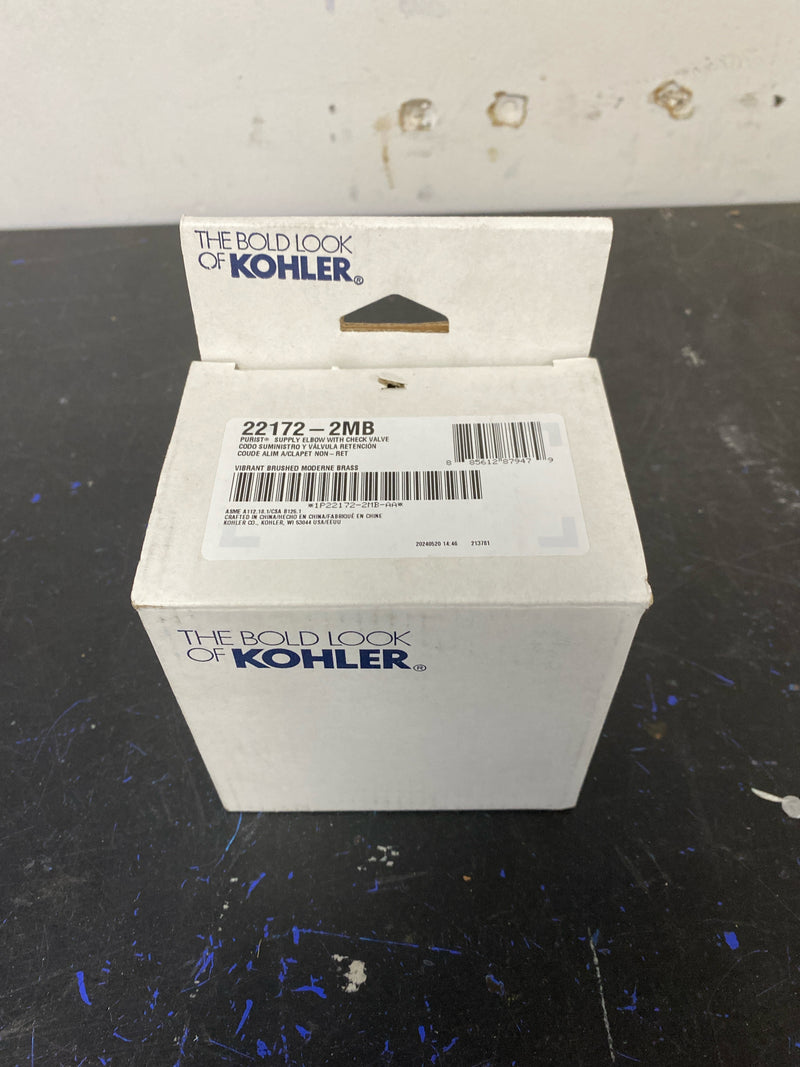 THE BOLD LOOK
OF KOHLER®
22172-2MB
PURIST® SUPPLY ELBOW WITH CHECK VALVE
CODO SUMINISTRO Y VÁLVULA RETENCIÓN
COUDE ALIM A/CLAPET NON-RET
8 85612 87947 9
VIBRANT BRUSHED MODERNE BRASS
*1P22172-2MB-AA*
ASME A112.18.1/CSA B125.1
CRAFTED IN CHINA/HECHO EN CHINA/FABRIQUÉ EN CHINE
KOHLER CO., KOHLER, WI 53044 USA/EEUU
20240520 14:46 213781
THE BOLD LOOK
OF KOHLER®